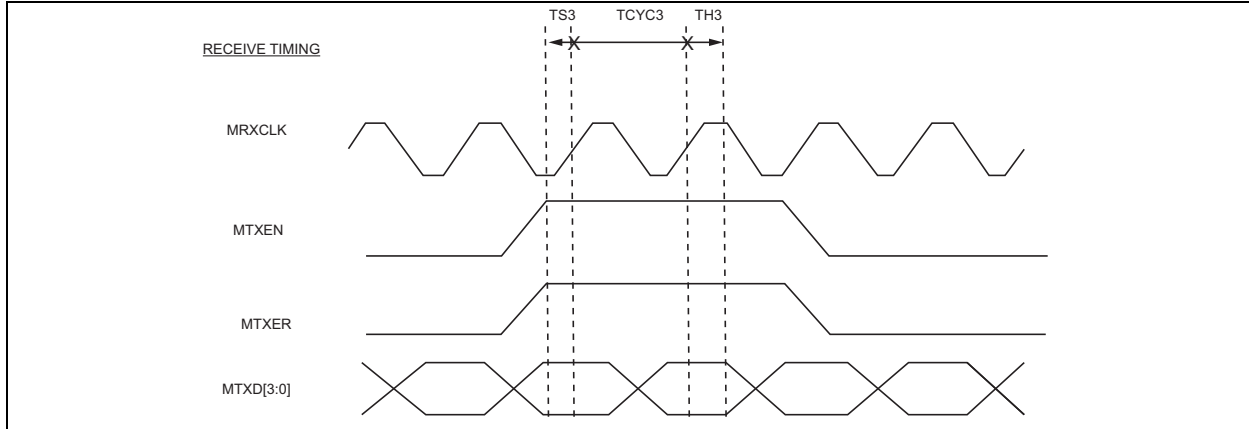 TS3 TCYC3 TH3
RECEIVE TIMING
MRXCLK
MTXEN
MTXER
MTXD[3:0]